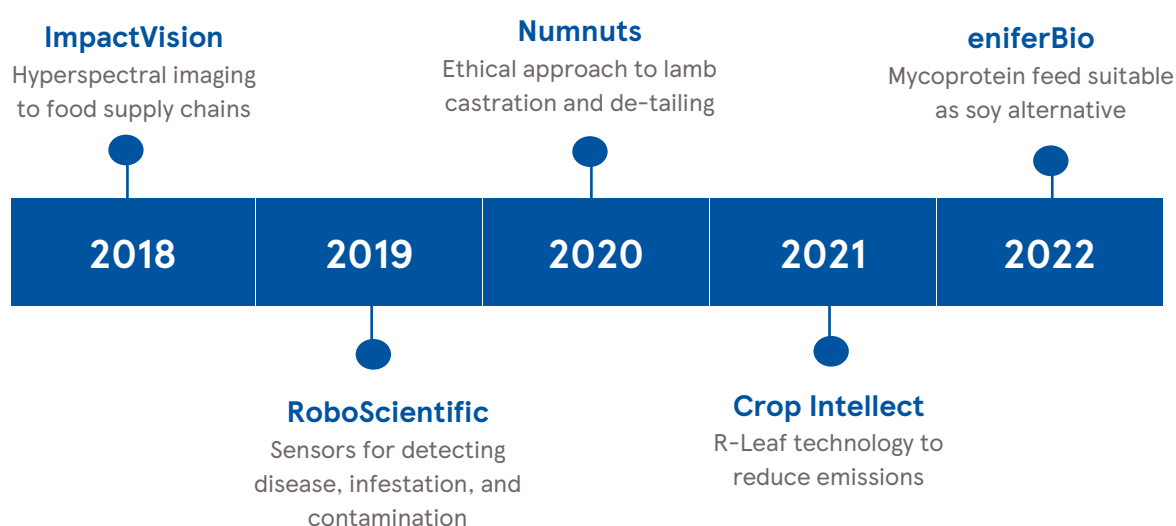 ImpactVision
Hyperspectral imaging
to food supply chains
Numnuts
Ethical approach to lamb
castration and de-tailing
eniferBio
Mycoprotein feed suitable
as soy alternative
2018
2019
2020
2021
2022
RoboScientific
Sensors for detecting
disease, infestation, and
contamination
Crop Intellect
R-Leaf technology to
reduce emissions